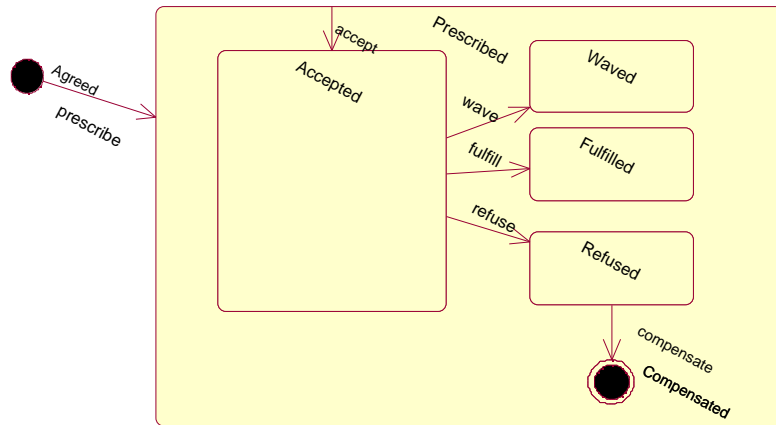 Agreed
prescribe
accept
Prescribed
Accepted
Waved
wave
Fulfilled
fulfill
refuse
Refused
compensate
Compensated